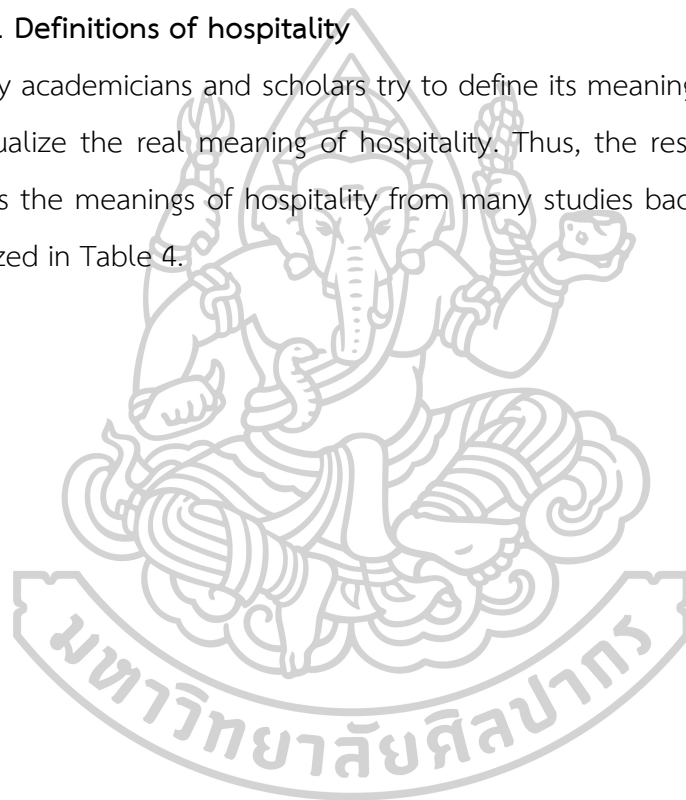 . Definitions of hospitality
y academicians and scholars try to define its meaning
ualize the real meaning of hospitality. Thus, the res
s the meanings of hospitality from many studies bac
zed in Table 4.
มหาวิทยาลัยศิลปากร